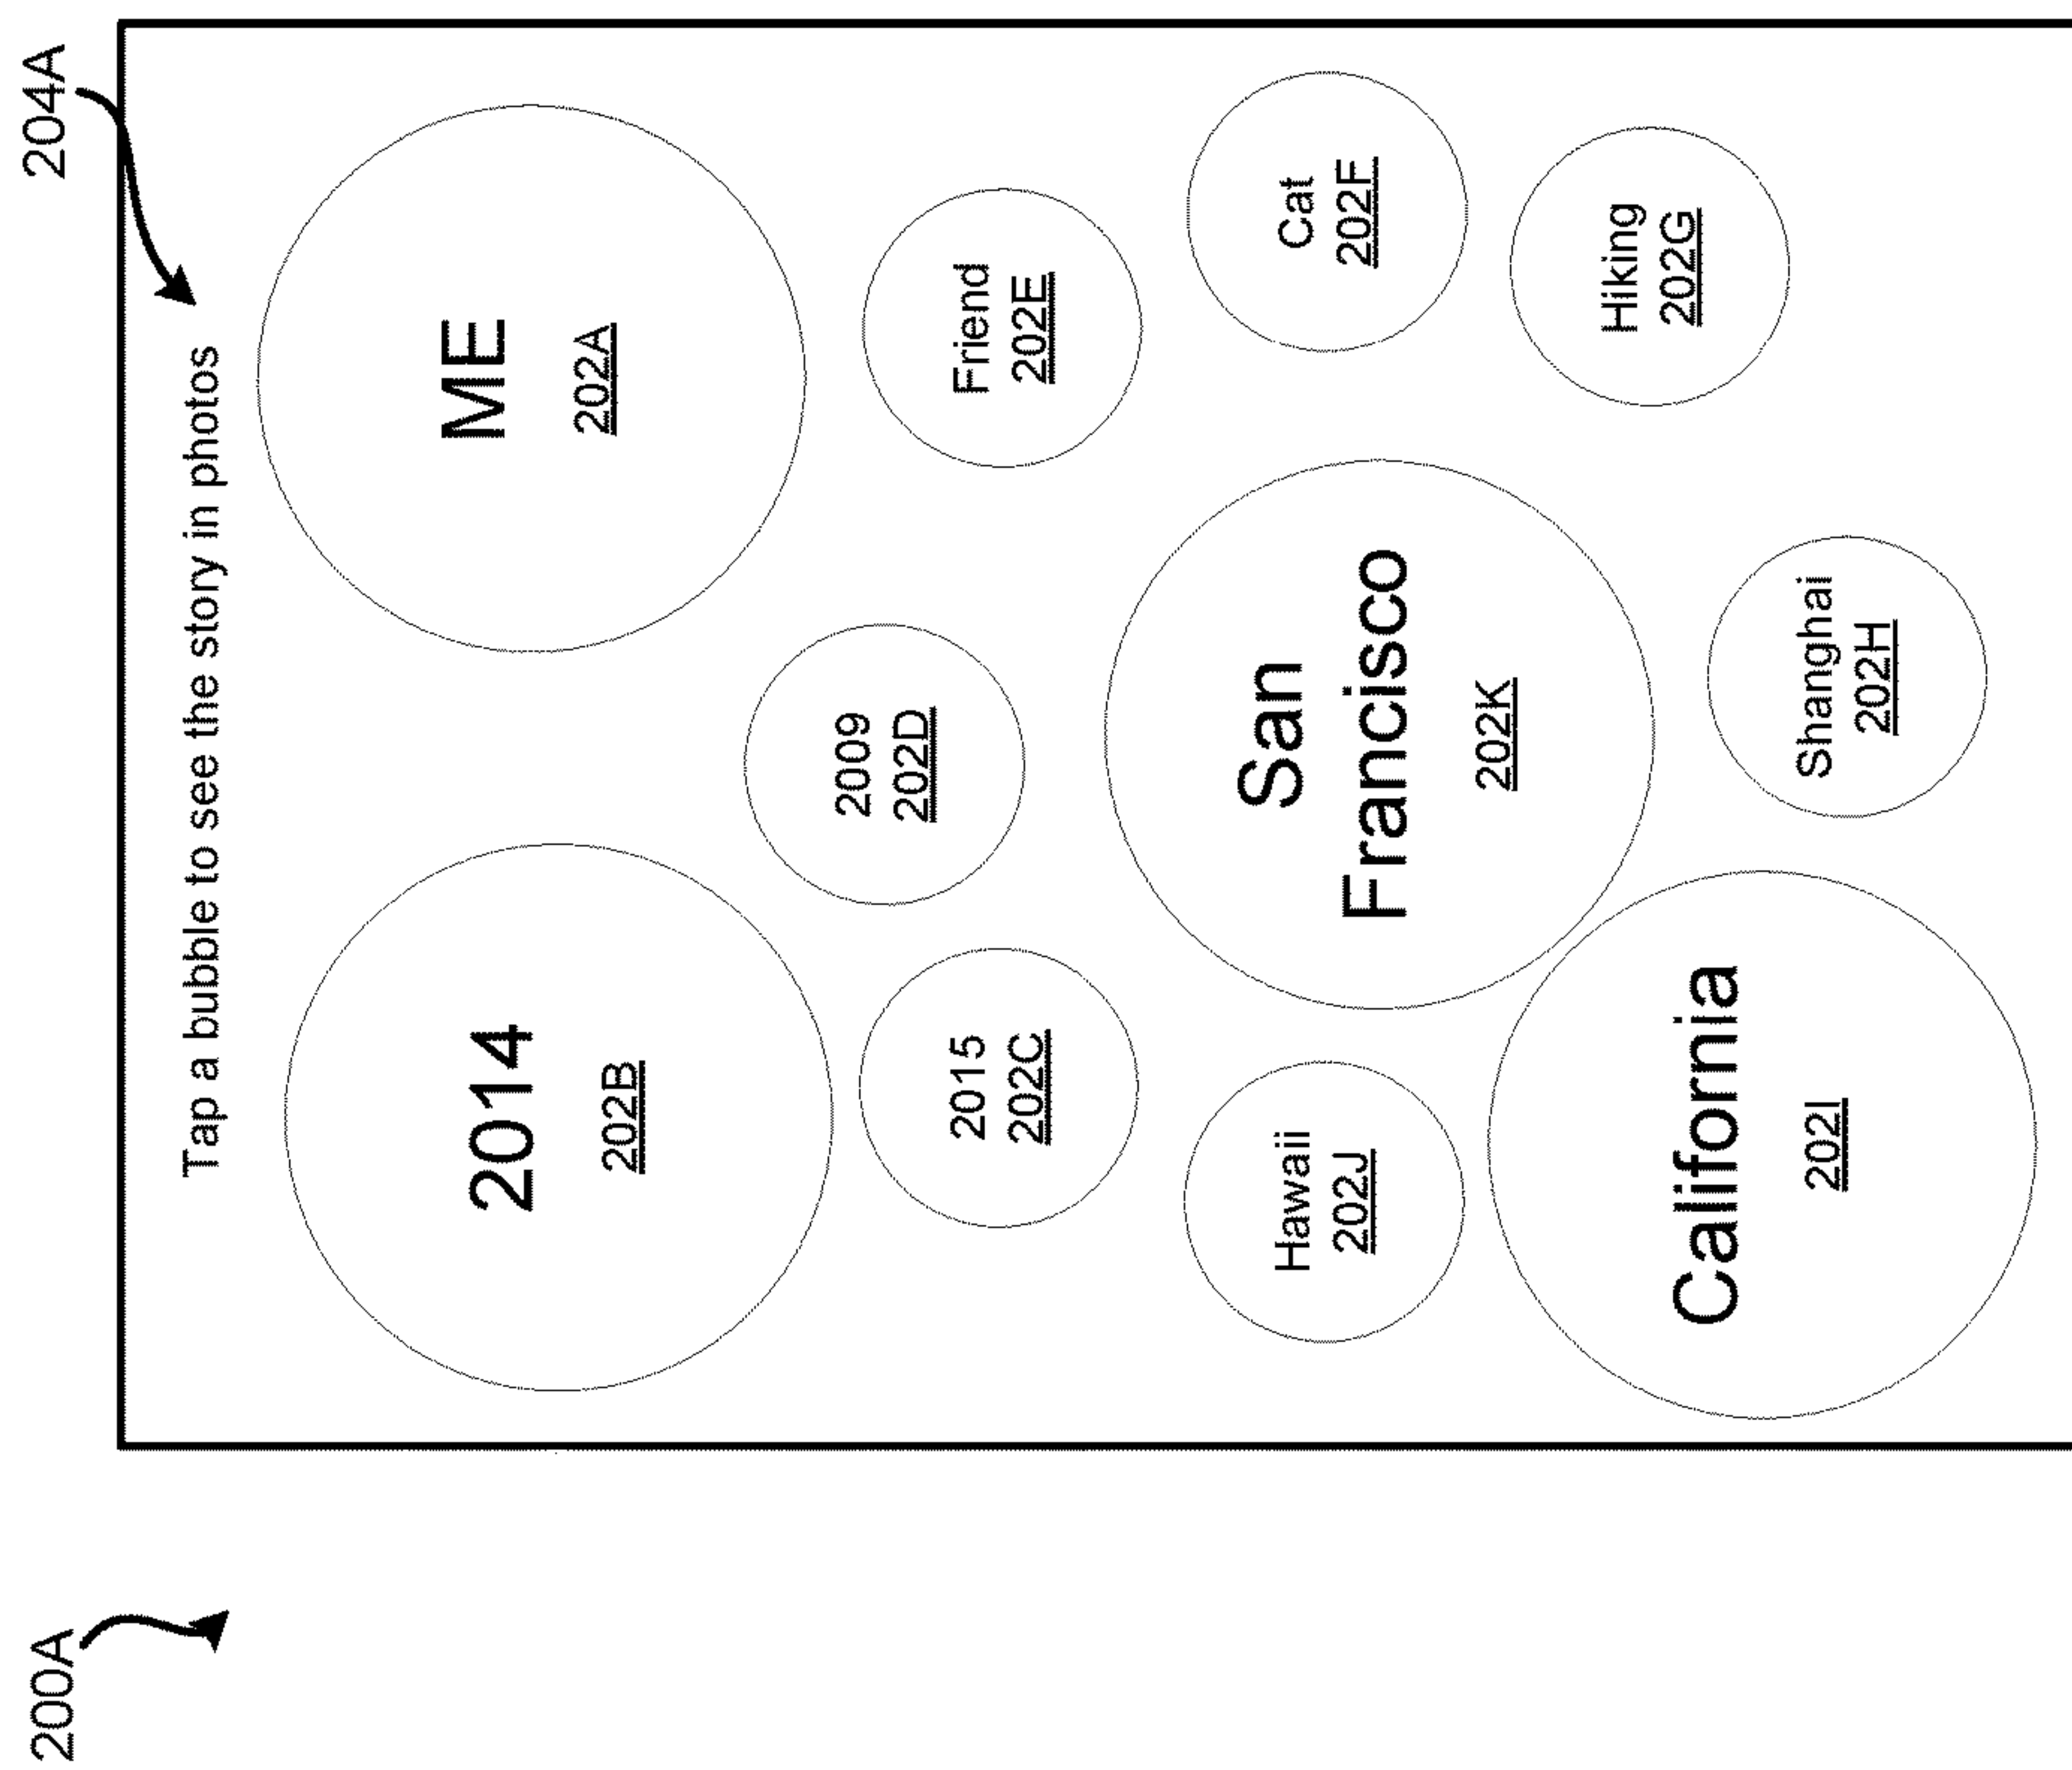 200A
204A
Tap a bubble to see the story in photos
2014
202B
ME
202A
2009
202D
2015
202C
Friend
202E
San
Francisco
202K
Hawaii
202J
Cat
202F
Hiking
202G
California
202I
Shanghai
202H